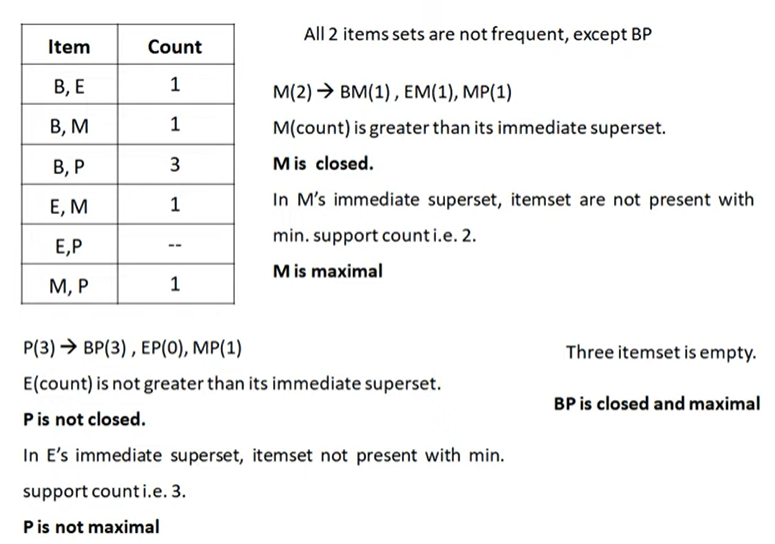 Item Count
B, E 1
B, M 1
B, P 3
E, M 1
E,P --
M, P 1
All 2 items sets are not frequent, except BP
M(2) → BM(1) , EM(1), MP(1)
M(count) is greater than its immediate superset.
M is closed.
In M's immediate superset, itemset are not present with
min. support count i.e. 2.
M is maximal
P(3) → BP(3) , EP(0), MP(1)
E(count) is not greater than its immediate superset.
P is not closed.
In E's immediate superset, itemset not present with min.
support count i.e. 3.
P is not maximal
Three itemset is empty.
BP is closed and maximal